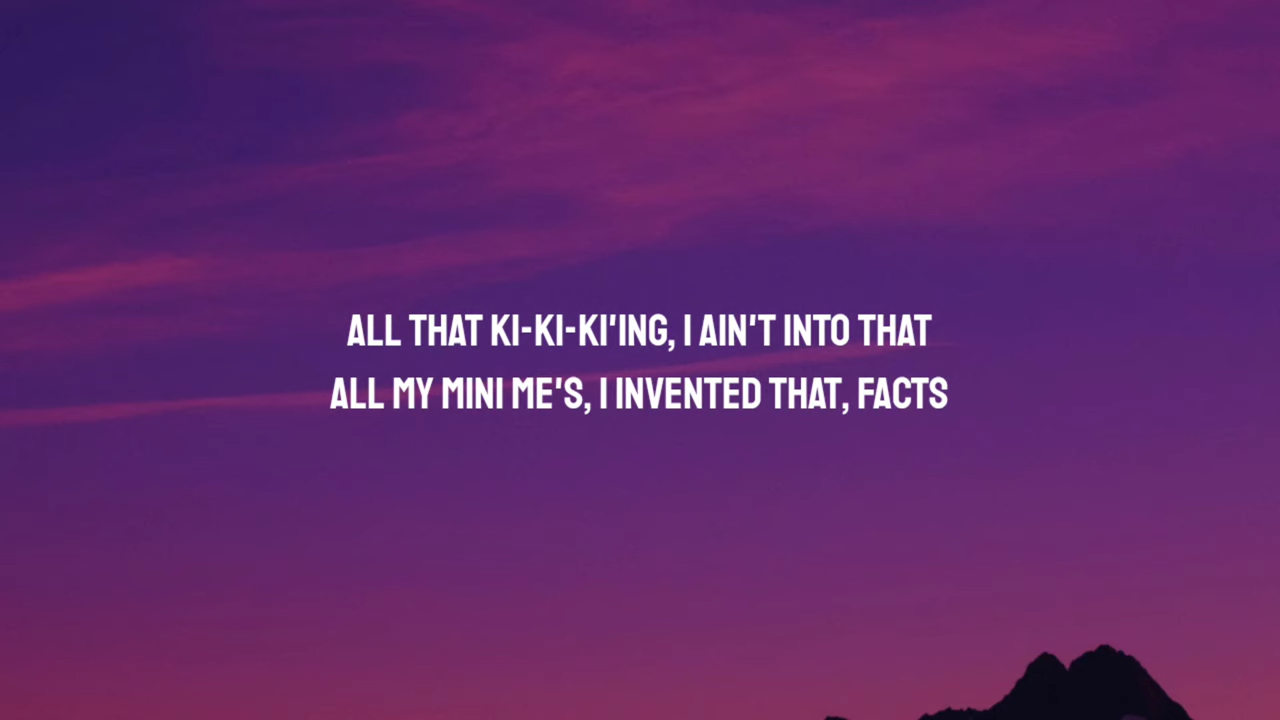 ALL THAT KI-KI-KI'ING, I AIN'T INTO THAT
ALL MY MINI ME'S, I INVENTED THAT, FACTS